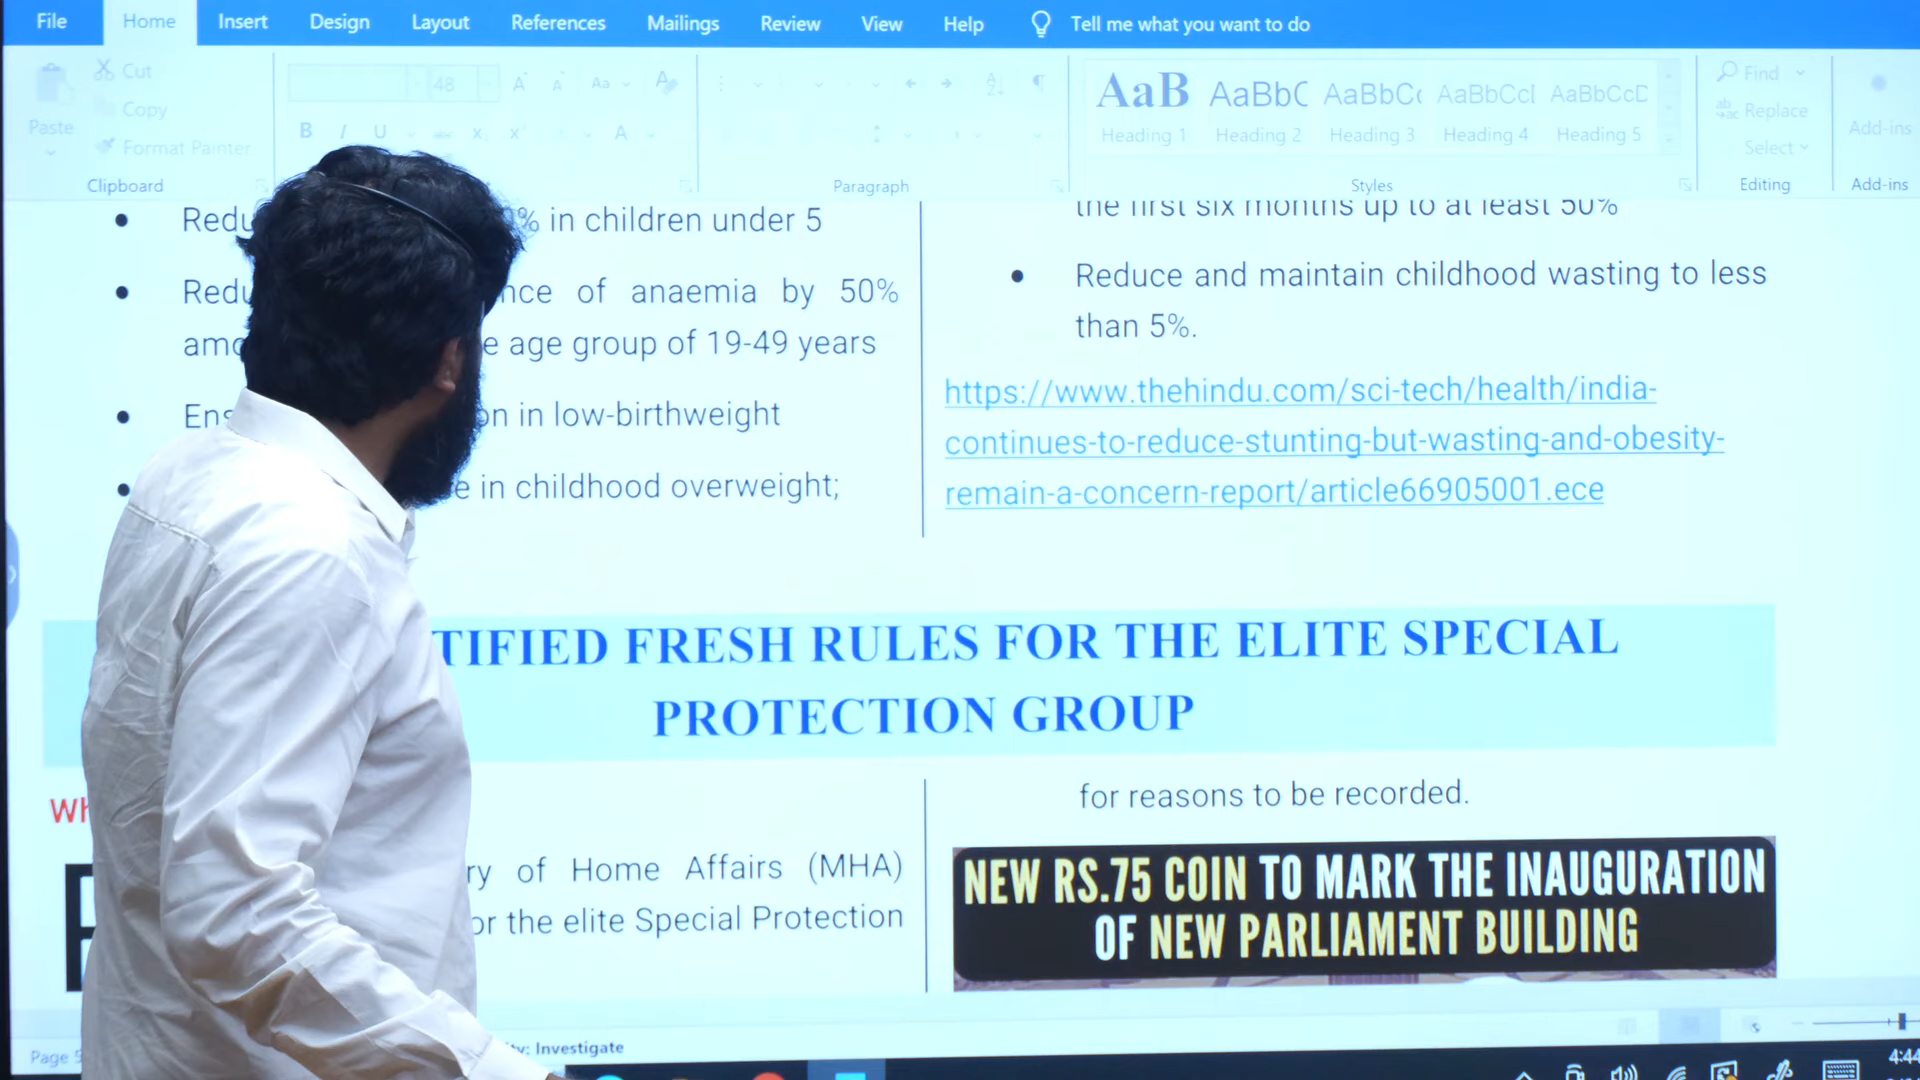 File Home Insert Design Layout References Mailings Review View Help Tell me what you want to do
Cut
Copy
Format Painter
Paste
Clipboard
48
Aa
B I U
Paragraph
AaB AaBbC AaBbCc AaBbCcI AaBbCcD
Heading 1 Heading 2 Heading 3 Heading 4 Heading 5
Styles
Find
Replace
Select
Editing
Add-ins
Add-ins
% in children under 5
of anaemia by 50%
age group of 19-49 years
in low-birthweight
in childhood overweight;
the first six months up to at least 50%
Reduce and maintain childhood wasting to less
than 5%.
https://www.thehindu.com/sci-tech/health/india-
continues-to-reduce-stunting-but-wasting-and-obesity-
remain-a-concern-report/article66905001.ece
TIFIED FRESH RULES FOR THE ELITE SPECIAL
PROTECTION GROUP
of Home Affairs (MHA)
or the elite Special Protection
for reasons to be recorded.
NEW RS.75 COIN TO MARK THE INAUGURATION
OF NEW PARLIAMENT BUILDING
Page 5
Investigate
4:44